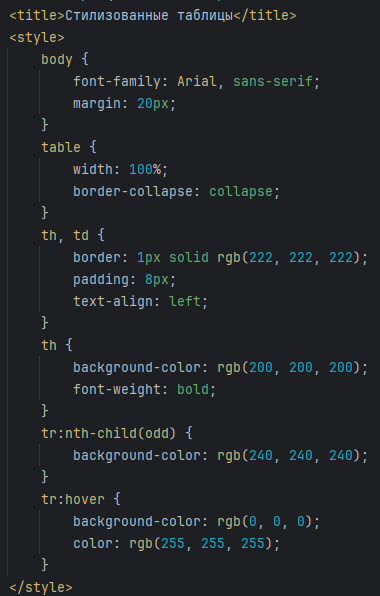 <title>Стилизованные таблицы</title>
<style>
    body {
        font-family: Arial, sans-serif;
        margin: 20px;
    }
    table {
        width: 100%;
        border-collapse: collapse;
    }
    th, td {
        border: 1px solid rgb(222, 222, 222);
        padding: 8px;
        text-align: left;
    }
    th {
        background-color: rgb(200, 200, 200);
        font-weight: bold;
    }
    tr:nth-child(odd) {
        background-color: rgb(240, 240, 240);
    }
    tr:hover {
        background-color: rgb(0, 0, 0);
        color: rgb(255, 255, 255);
    }
</style>